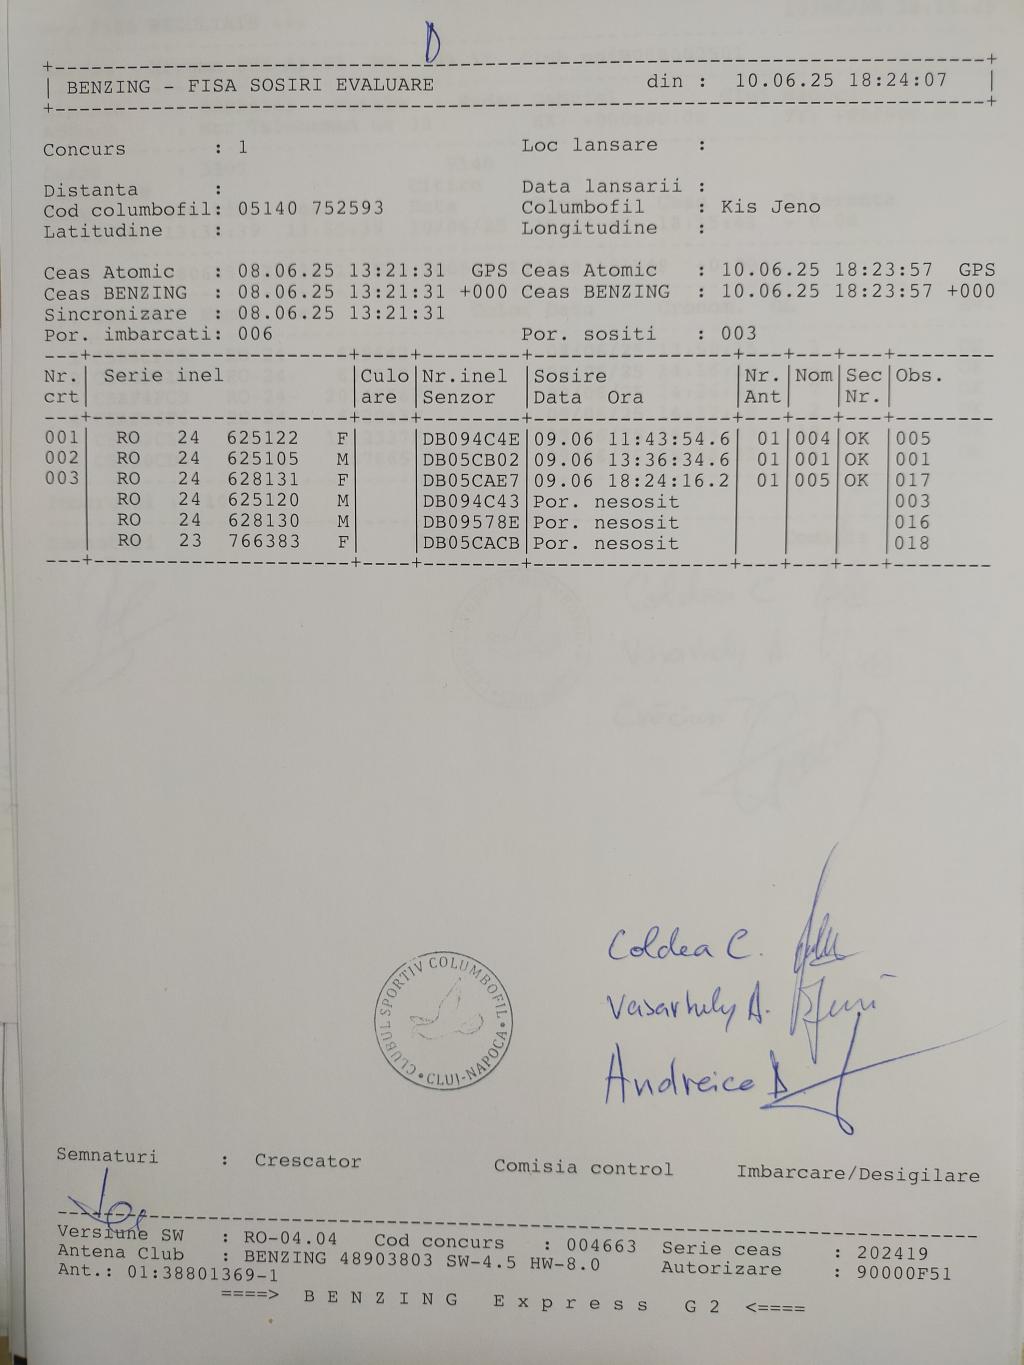 D
+--------------------------------------------------------------------------+
| BENZING - FISA SOSIRI EVALUARE din : 10.06.25 18:24:07 |
+--------------------------------------------------------------------------+
Concurs : 1 Loc lansare :
Distanta : Data lansarii :
Cod columbofil: 05140 752593 Columbofil : Kis Jeno
Latitudine : Longitudine :
Ceas Atomic : 08.06.25 13:21:31 GPS Ceas Atomic : 10.06.25 18:23:57 GPS
Ceas BENZING : 08.06.25 13:21:31 +000 Ceas BENZING : 10.06.25 18:23:57 +000
Sincronizare : 08.06.25 13:21:31
Por. imbarcati: 006 Por. sositi : 003
---+---------------------+----+--------+----------------+---+---+---+--------
Nr.| Serie inel |Culo|Nr.inel |Sosire |Nr.|Nom|Sec|Obs.
crt| |are |Senzor |Data Ora |Ant| |Nr.|
---+---------------------+----+--------+----------------+---+---+---+--------
001| RO 24 625122 F| |DB094C4E|09.06 11:43:54.6| 01|004|OK |005
002| RO 24 625105 M| |DB05CB02|09.06 13:36:34.6| 01|001|OK |001
003| RO 24 628131 F| |DB05CAE7|09.06 18:24:16.2| 01|005|OK |017
| RO 24 625120 M| |DB094C43|Por. nesosit | | | |003
| RO 24 628130 M| |DB09578E|Por. nesosit | | | |016
| RO 23 766383 F| |DB05CACB|Por. nesosit | | | |018
---+---------------------+----+--------+----------------+---+---+---+--------
Coldea C.
Vasarhely A.
CLUBUL SPORTIV COLUMBOFIL • CLUJ-NAPOCA •
Andreica D
Semnaturi : Crescator Comisia control Imbarcare/Desigilare
--------------------------------------------------------------------------
Versiune SW : RO-04.04 Cod concurs : 004663 Serie ceas : 202419
Antena Club : BENZING 48903803 SW-4.5 HW-8.0 Autorizare : 90000F51
Ant.: 01:38801369-1
====> B E N Z I N G E x p r e s s G 2 <====